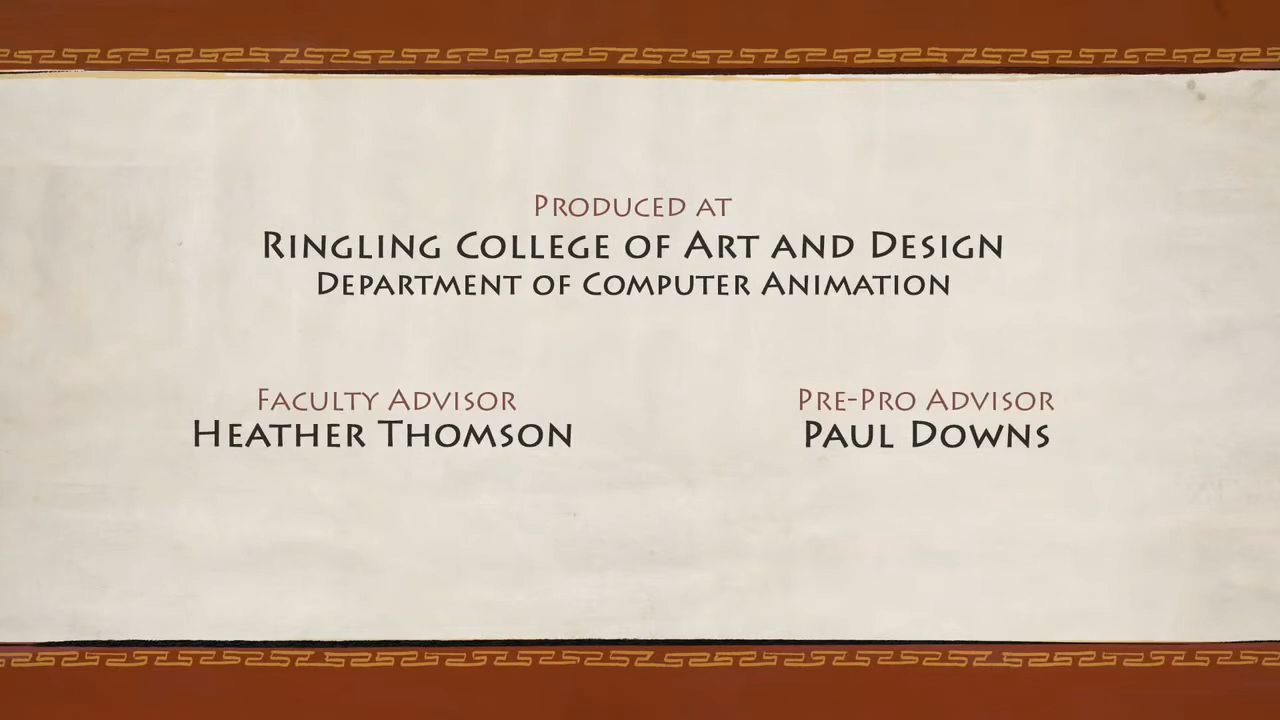 Produced at
Ringling College of Art and Design
Department of Computer Animation
Faculty Advisor
Heather Thomson
Pre-Pro Advisor
Paul Downs